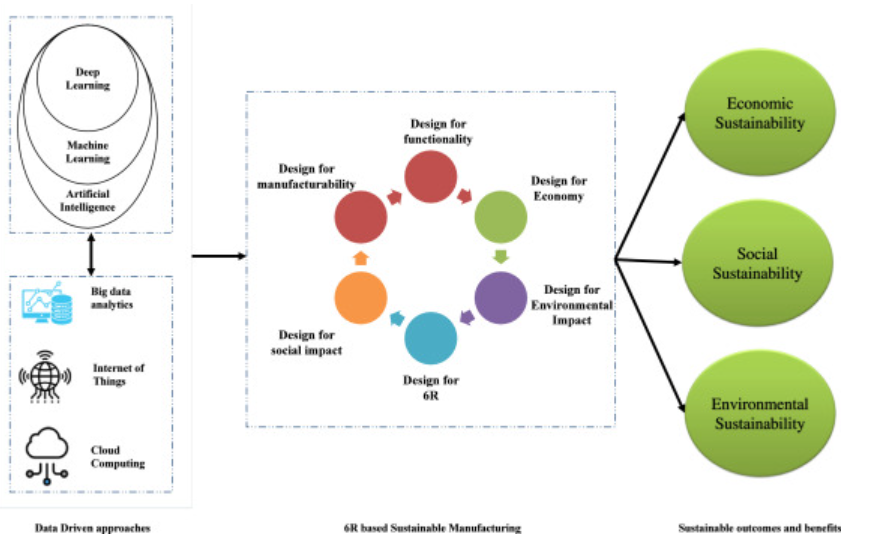 Deep
Learning
Machine
Learning
Artificial
Intelligence
Big data
analytics
Internet of
Things
Cloud
Computing
Data Driven approaches
Design for
functionality
Design for
manufacturability
Design for
Economy
Design for
Environmental
Impact
Design for
social impact
Design for
6R
6R based Sustainable Manufacturing
Economic
Sustainability
Social
Sustainability
Environmental
Sustainability
Sustainable outcomes and benefits